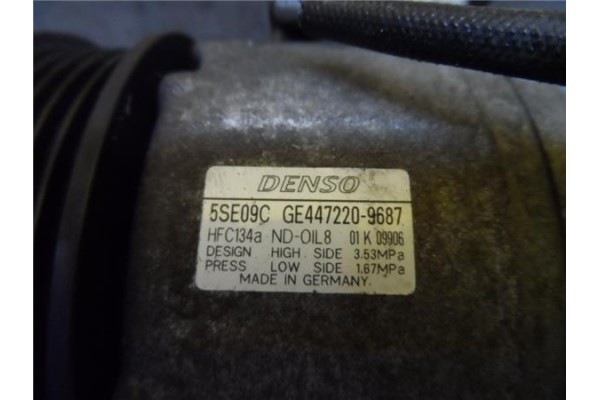 DENSO
5SE09C GE447220-9687
HFC134a ND-OIL8 01 K 09906
DESIGN HIGH SIDE 3.53MPa
PRESS LOW SIDE 1.67MPa
MADE IN GERMANY